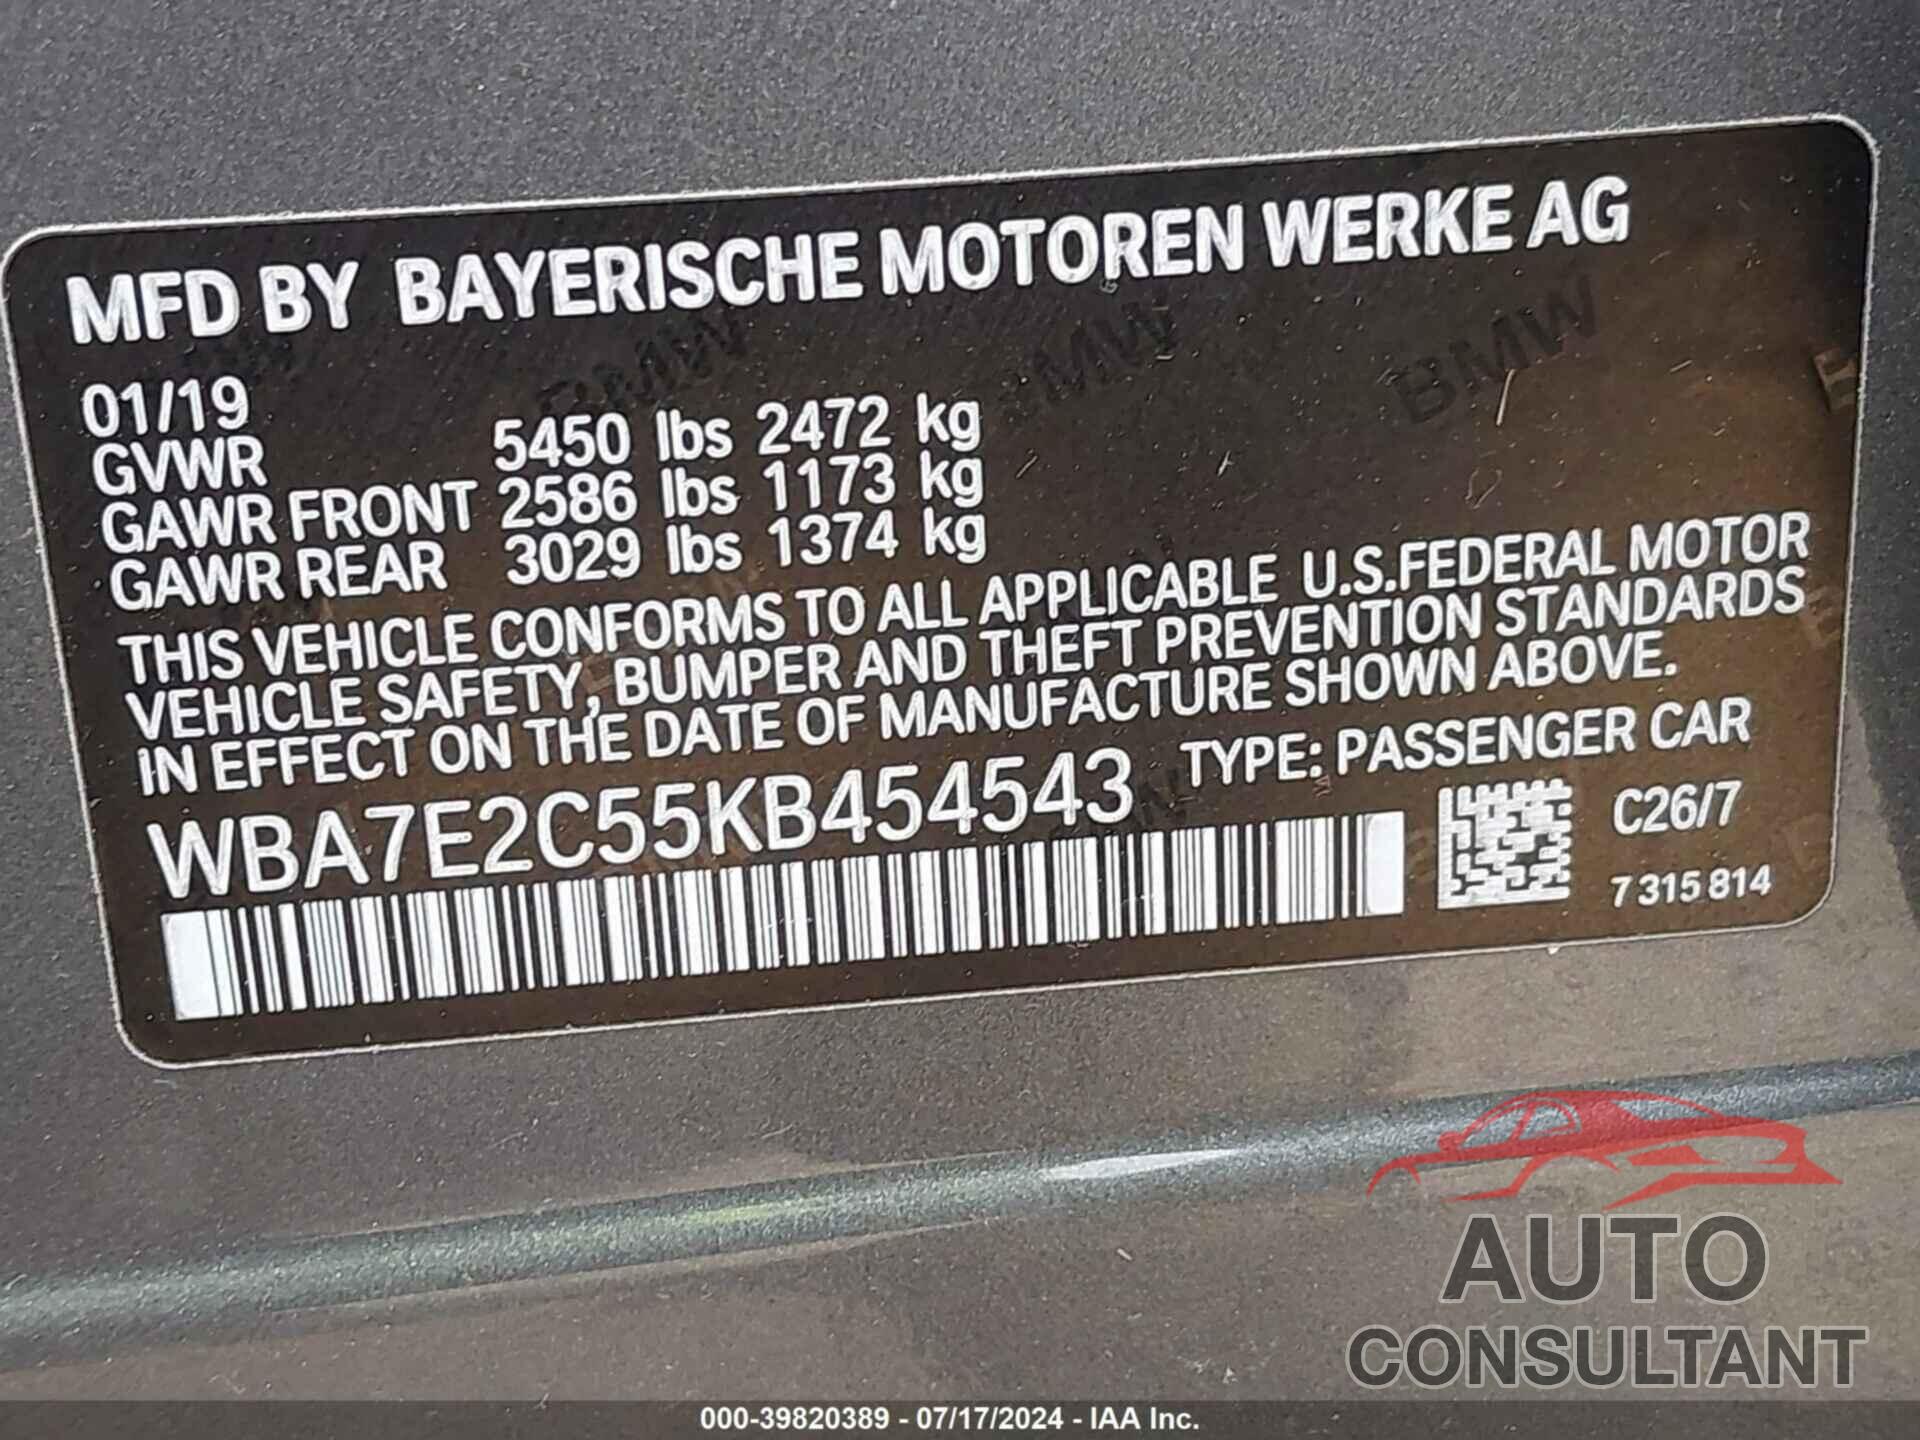 MFD BY BAYERISCHE MOTOREN WERKE AG
01/19
GVWR 5450 lbs 2472 kg
GAWR FRONT 2586 lbs 1173 kg
GAWR REAR 3029 lbs 1374 kg
THIS VEHICLE CONFORMS TO ALL APPLICABLE U.S.FEDERAL MOTOR
VEHICLE SAFETY, BUMPER AND THEFT PREVENTION STANDARDS
IN EFFECT ON THE DATE OF MANUFACTURE SHOWN ABOVE.
WBA7E2C55KB454543 TYPE: PASSENGER CAR
C26/7
7 315 814
BMW BMW BMW
AUTO
CONSULTANT
000-39820389 - 07/17/2024 - IAA Inc.